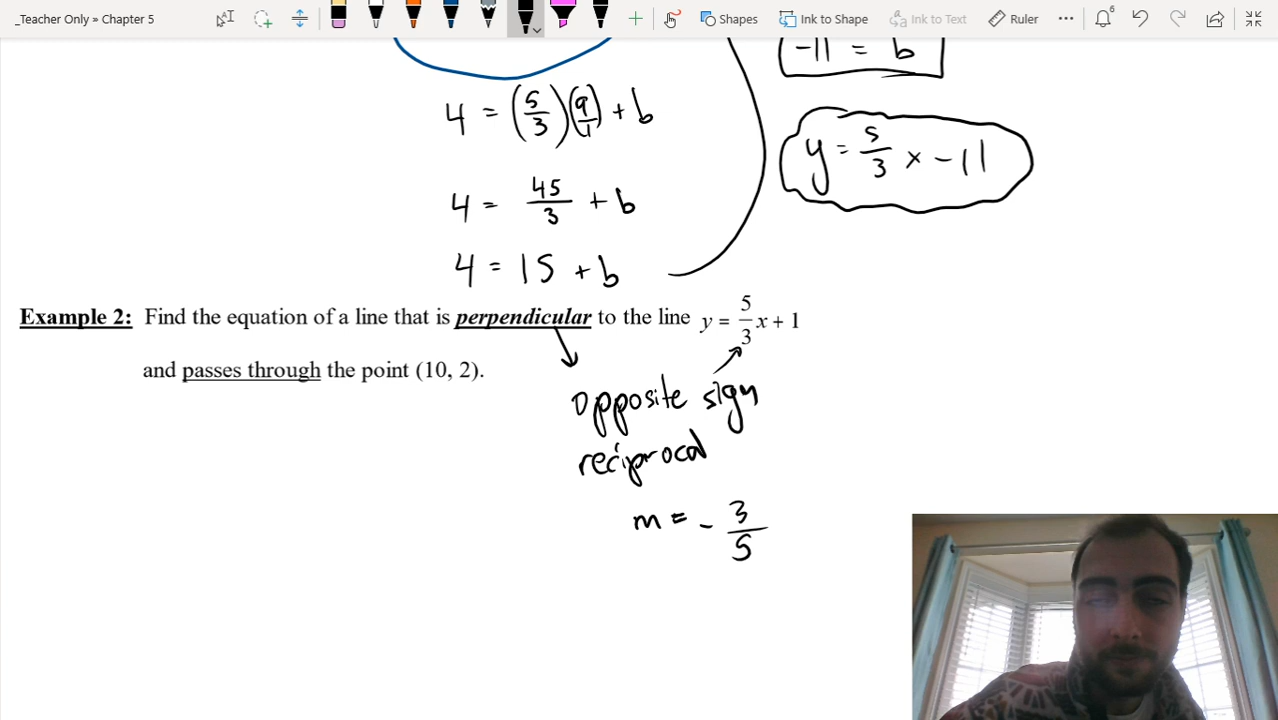 _Teacher Only » Chapter 5
Shapes
Ink to Shape
Ink to Text
Ruler
6
-11 = b
4 = (5/3)(9/1) + b
y = 5/3 x - 11
4 = 45/3 + b
4 = 15 + b
Example 2: Find the equation of a line that is perpendicular to the line y = 5/3 x + 1
and passes through the point (10, 2).
opposite sign
reciprocal
m = - 3/5